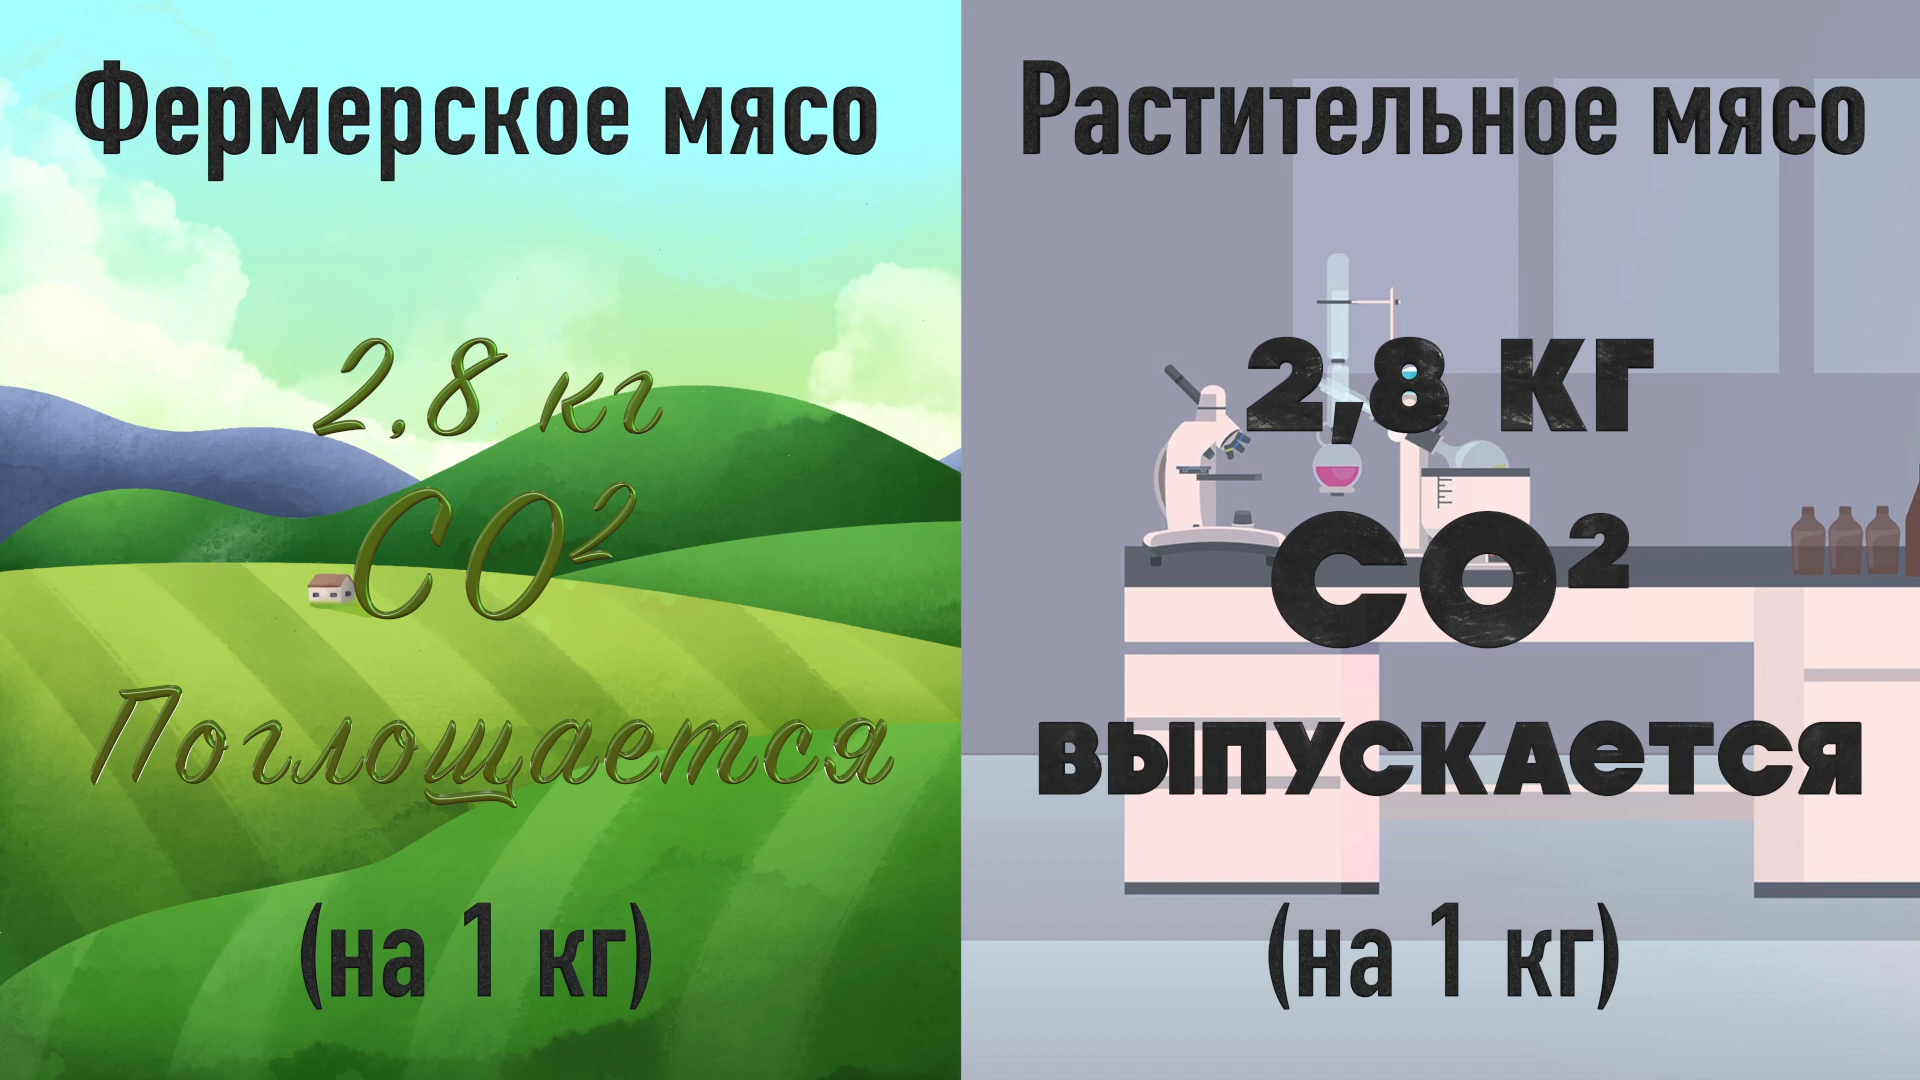 Фермерское мясо
2,8 кг
CO²
Поглощается
(на 1 кг)
Растительное мясо
2,8 КГ
CO²
ВЫПУСКАЕТСЯ
(на 1 кг)